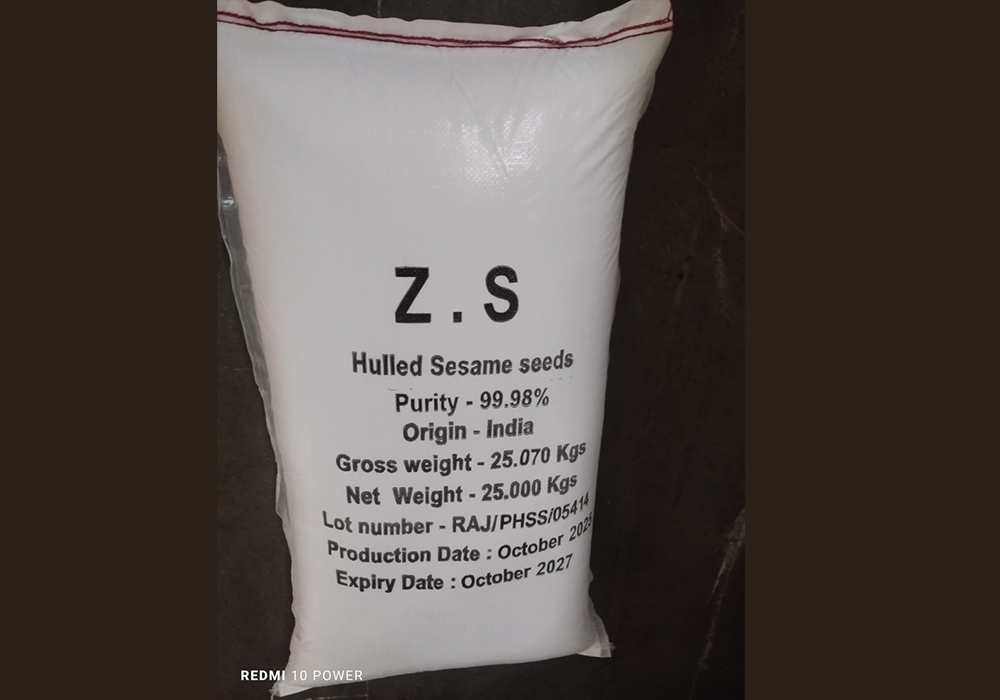 Z . S
Hulled Sesame seeds
Purity - 99.98%
Origin - India
Gross weight - 25.070 Kgs
Net Weight - 25.000 Kgs
Lot number - RAJ/PHSS/05414
Production Date : October 2025
Expiry Date : October 2027
REDMI 10 POWER